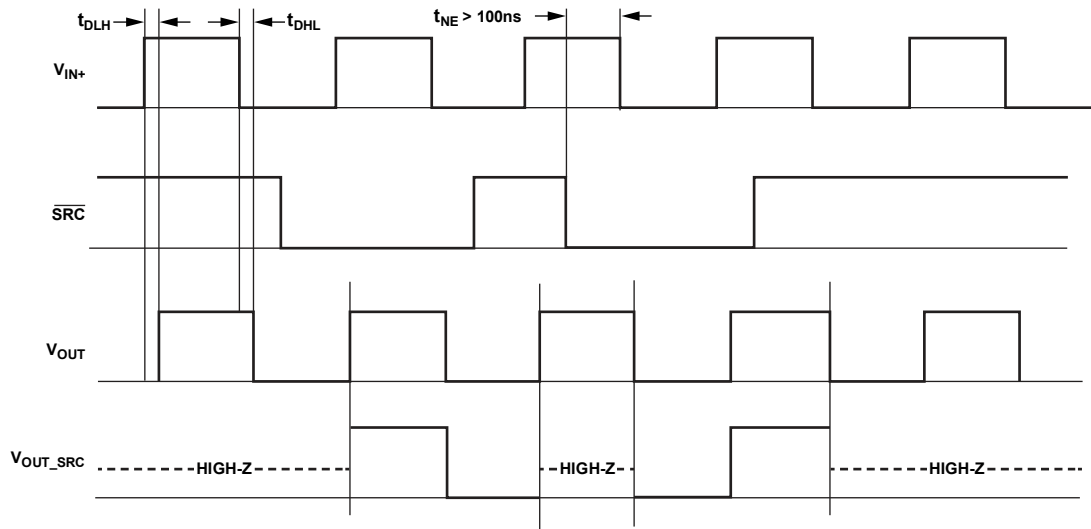 tDLH
tDHL
tNE > 100ns
VIN+
SRC
VOUT
VOUT_SRC
HIGH-Z
HIGH-Z
HIGH-Z